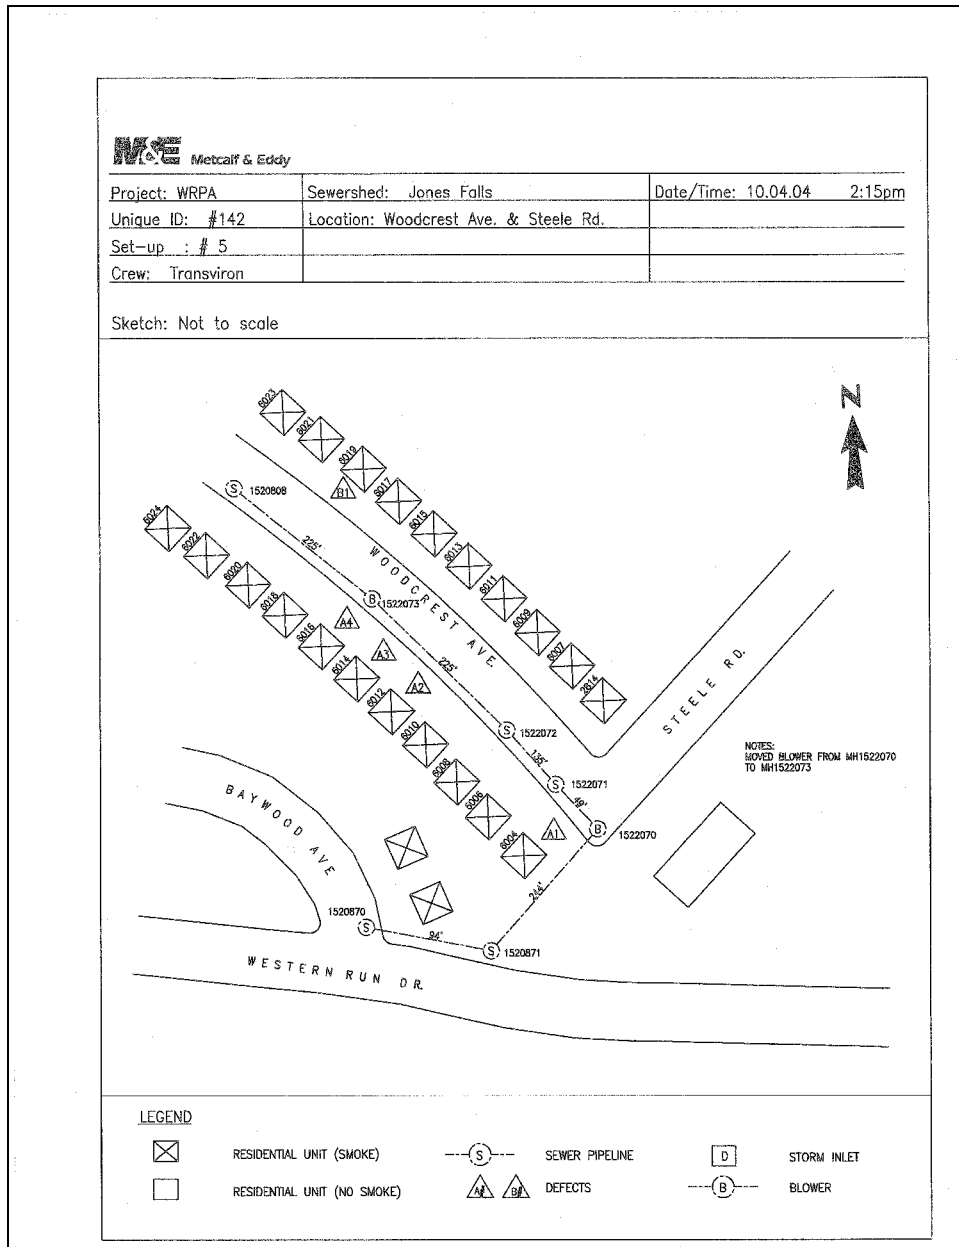 M&E Metcalf & Eddy
Project: WRPA Sewershed: Jones Falls Date/Time: 10.04.04 2:15pm
Unique ID: #142 Location: Woodcrest Ave. & Steele Rd.
Set-up : # 5
Crew: Transviron
Sketch: Not to scale
N
6023
6021
6019
6017
6015
6013
6011
6009
6007
2814
B1
S 1520808
225'
WOODCREST AVE.
B 1522073
6024
6022
6020
6018
6016
6014
6012
6010
6008
6006
6004
A4
A3
A2
225'
S 1522072
135'
S 1522071
49'
A1
B 1522070
STEELE RD.
NOTES:
MOVED BLOWER FROM MH1522070
TO MH1522073
BAYWOOD AVE
244'
1520870
S
94'
S 1520871
WESTERN RUN DR.
LEGEND
RESIDENTIAL UNIT (SMOKE) S SEWER PIPELINE D STORM INLET
RESIDENTIAL UNIT (NO SMOKE) A# B# DEFECTS B BLOWER